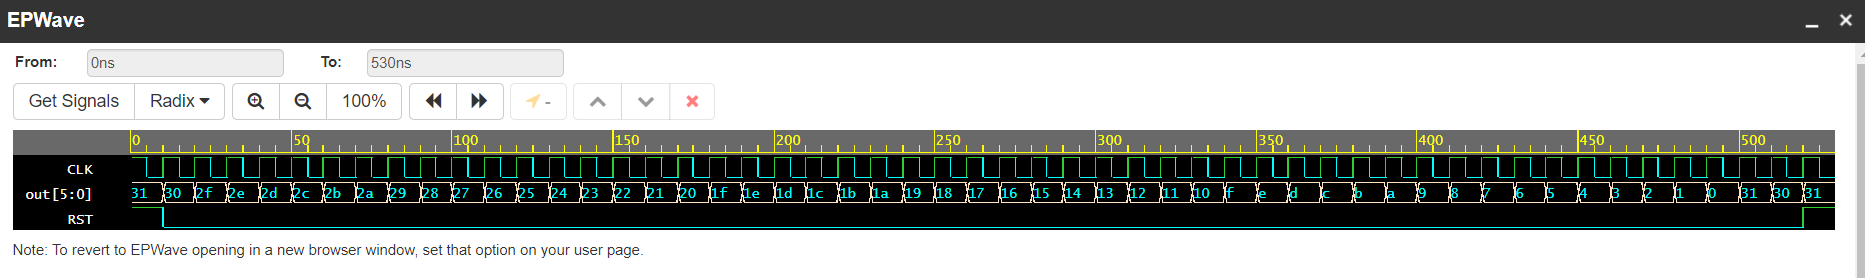 EPWave
From: 0ns To: 530ns
Get Signals Radix 100% -
0 50 100 150 200 250 300 350 400 450 500
CLK
out[5:0] 31 30 2f 2e 2d 2c 2b 2a 29 28 27 26 25 24 23 22 21 20 1f 1e 1d 1c 1b 1a 19 18 17 16 15 14 13 12 11 10 f e d c b a 9 8 7 6 5 4 3 2 1 0 31 30 31
RST
Note: To revert to EPWave opening in a new browser window, set that option on your user page.